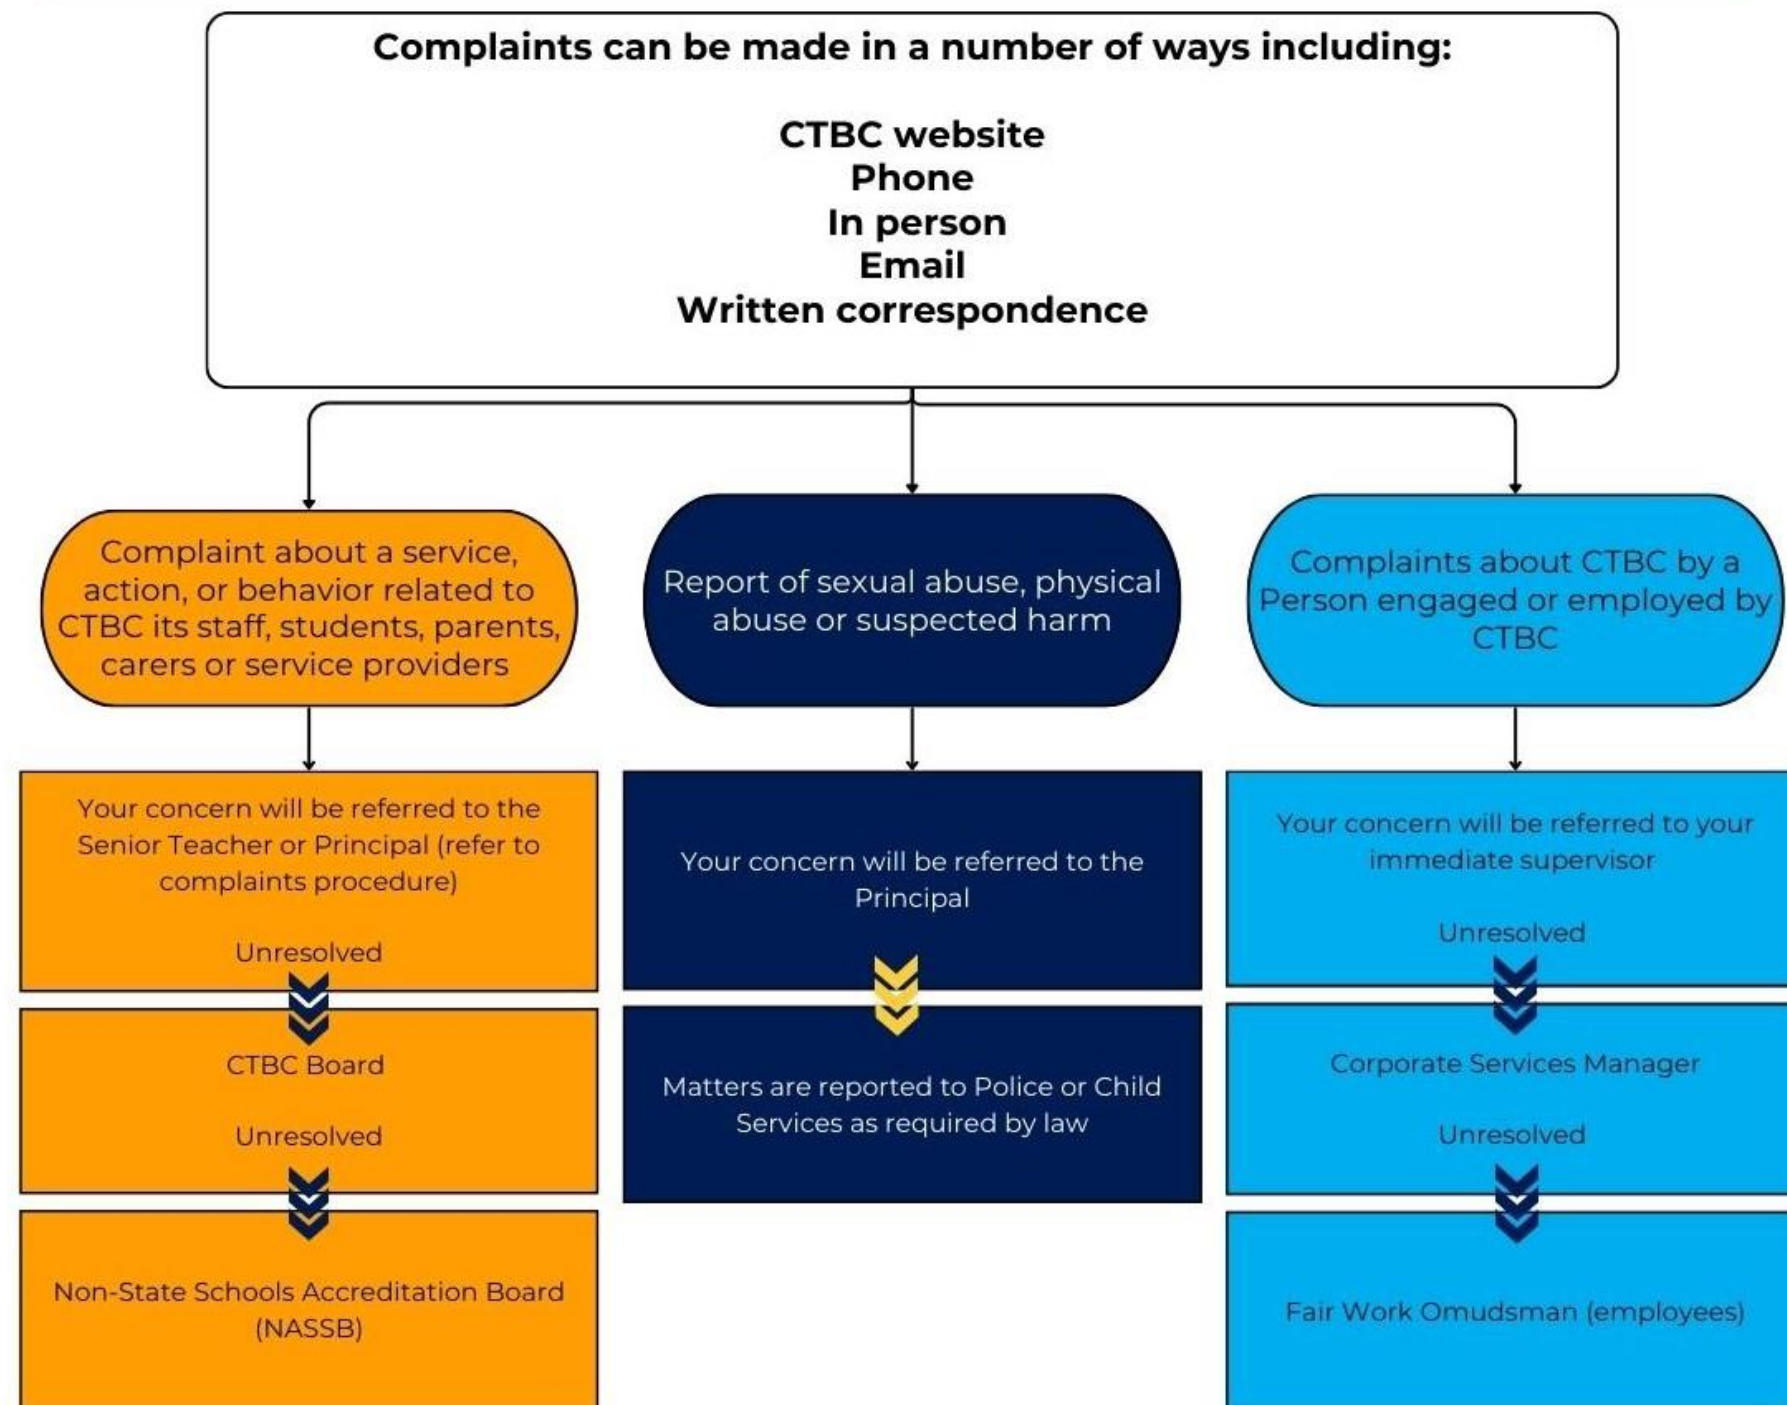 Complaints can be made in a number of ways including:
CTBC website
Phone
In person
Email
Written correspondence
Complaint about a service,
action, or behavior related to
CTBC its staff, students, parents,
carers or service providers
Report of sexual abuse, physical
abuse or suspected harm
Complaints about CTBC by a
Person engaged or employed by
CTBC
Your concern will be referred to the
Senior Teacher or Principal (refer to
complaints procedure)
Unresolved
CTBC Board
Unresolved
Non-State Schools Accreditation Board
(NASSB)
Your concern will be referred to the
Principal
Matters are reported to Police or Child
Services as required by law
Your concern will be referred to your
immediate supervisor
Unresolved
Corporate Services Manager
Unresolved
Fair Work Omudsman (employees)